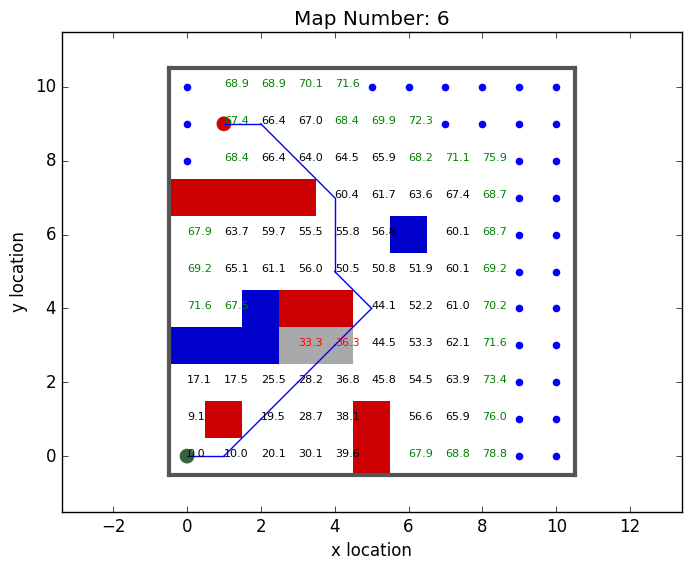 Map Number: 6
68.9 68.9 70.1 71.6
10
67.4 66.4 67.0 68.4 69.9 72.3
68.4 66.4 64.0 64.5 65.9 68.2 71.1 75.9
8
60.4 61.7 63.6 67.4 68.7
67.9 63.7 59.7 55.5 55.8 56.8 60.1 68.7
6
69.2 65.1 61.1 56.0 50.5 50.8 51.9 60.1 69.2
y location
71.6 67.5 44.1 52.2 61.0 70.2
4
33.3 36.3 44.5 53.3 62.1 71.6
17.1 17.5 25.5 28.2 36.8 45.8 54.5 63.9 73.4
2
9.1 19.5 28.7 38.1 56.6 65.9 76.0
0.0 10.0 20.1 30.1 39.6 67.9 68.8 78.8
0
−2 0 2 4 6 8 10 12
x location